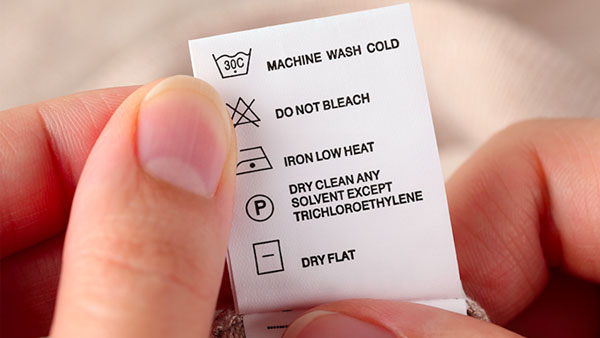 30C MACHINE WASH COLD
DO NOT BLEACH
IRON LOW HEAT
P DRY CLEAN ANY
SOLVENT EXCEPT
TRICHLOROETHYLENE
DRY FLAT